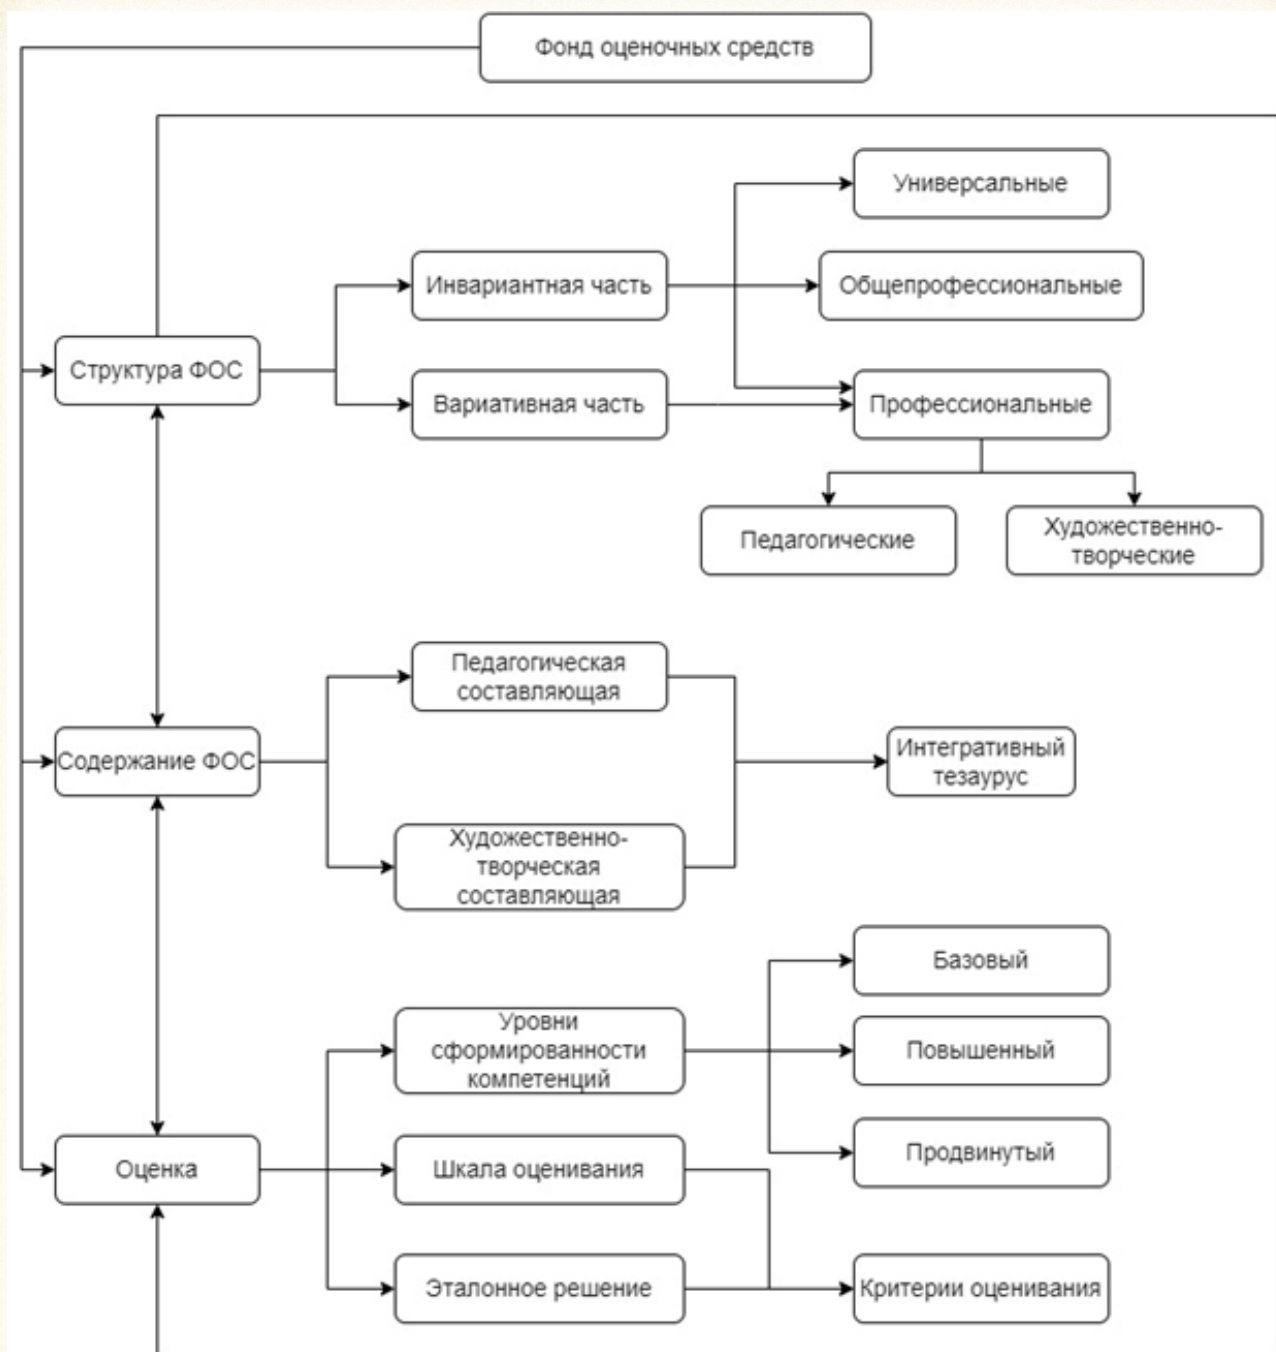 Фонд оценочных средств
Универсальные
Инвариантная часть
Общепрофессиональные
Структура ФОС
Вариативная часть
Профессиональные
Педагогические
Художественно-
творческие
Педагогическая
составляющая
Содержание ФОС
Интегративный
тезаурус
Художественно-
творческая
составляющая
Базовый
Уровни
сформированности
компетенций
Повышенный
Продвинутый
Оценка
Шкала оценивания
Эталонное решение
Критерии оценивания